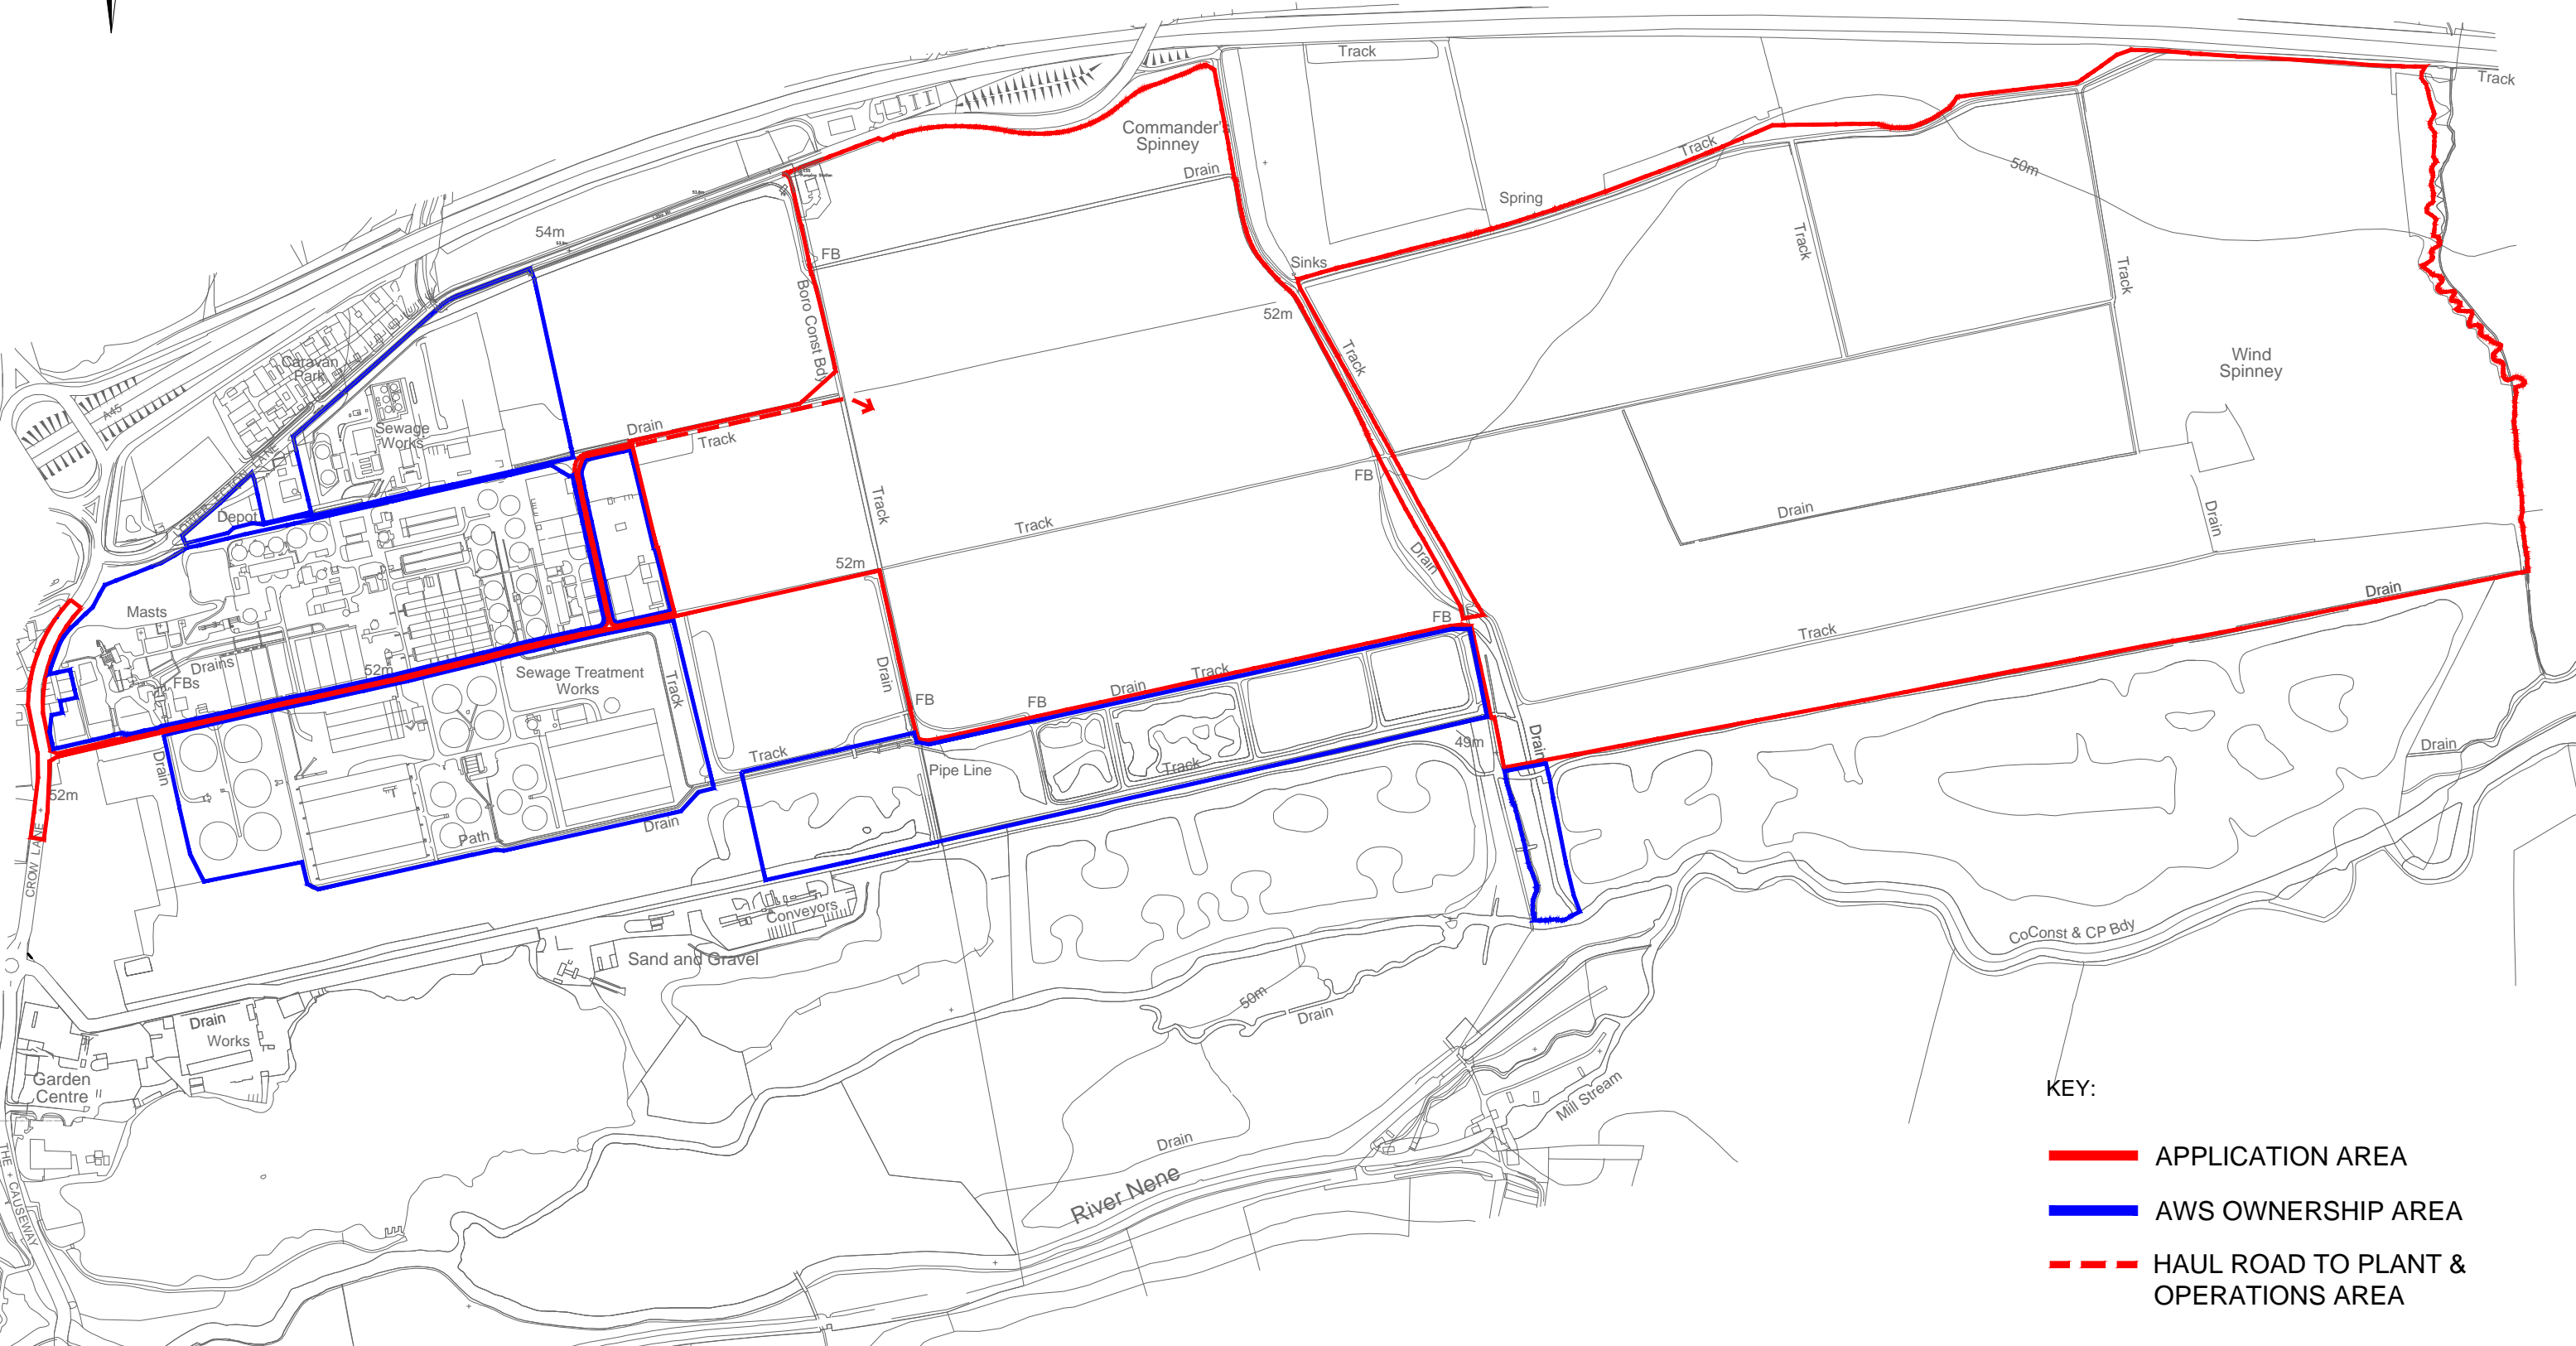 Track
Track
Commander's
Spinney
Drain
Track
50m
Spring
54m
FB
Track
Track
Sinks
Boro Const Bdy
52m
Track
Caravan
Park
Wind
Spinney
A45
Sewage
Works
Drain
Track
FB
Track
Depot
Track
Drain
Drain
Drain
52m
Drain
Masts
FB
Track
Drain
Drains
52m
FBs
Sewage Treatment
Works
Track
Drain
Track
Drain
FB
FB
49m
Drain
Drain
Track
Pipe Line
Track
Drain
52m
CROW LANE
Path
Drain
Conveyors
Sand and Gravel
CoConst & CP Bdy
50m
Drain
Drain
Works
Garden
Centre
Mill Stream
Drain
River Nene
THE CAUSEWAY
KEY:
APPLICATION AREA
AWS OWNERSHIP AREA
HAUL ROAD TO PLANT &
OPERATIONS AREA